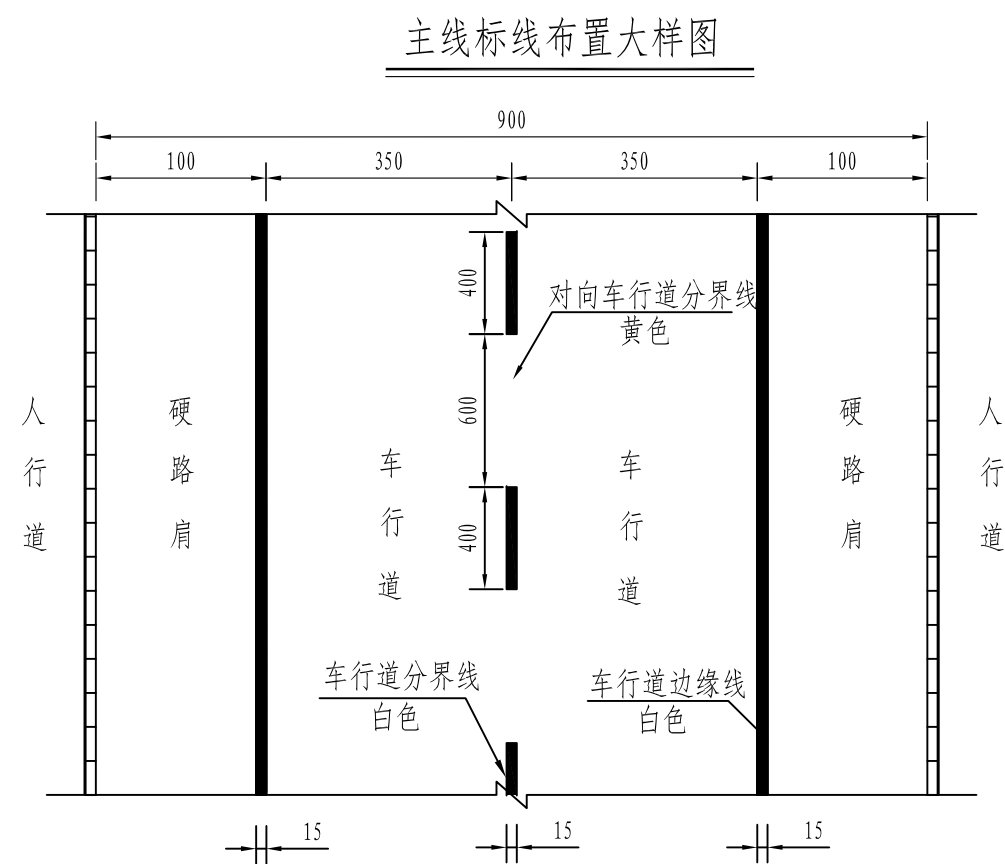 主线标线布置大样图
900
100
350
350
100
400
对向车行道分界线
黄色
600
人行道
硬路肩
车行道
车行道
硬路肩
人行道
400
车行道分界线
白色
车行道边缘线
白色
15
15
15